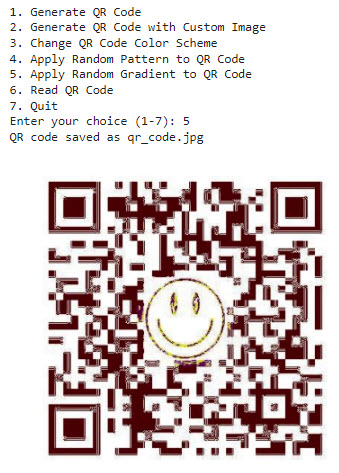 1. Generate QR Code
2. Generate QR Code with Custom Image
3. Change QR Code Color Scheme
4. Apply Random Pattern to QR Code
5. Apply Random Gradient to QR Code
6. Read QR Code
7. Quit
Enter your choice (1-7): 5
QR code saved as qr_code.jpg